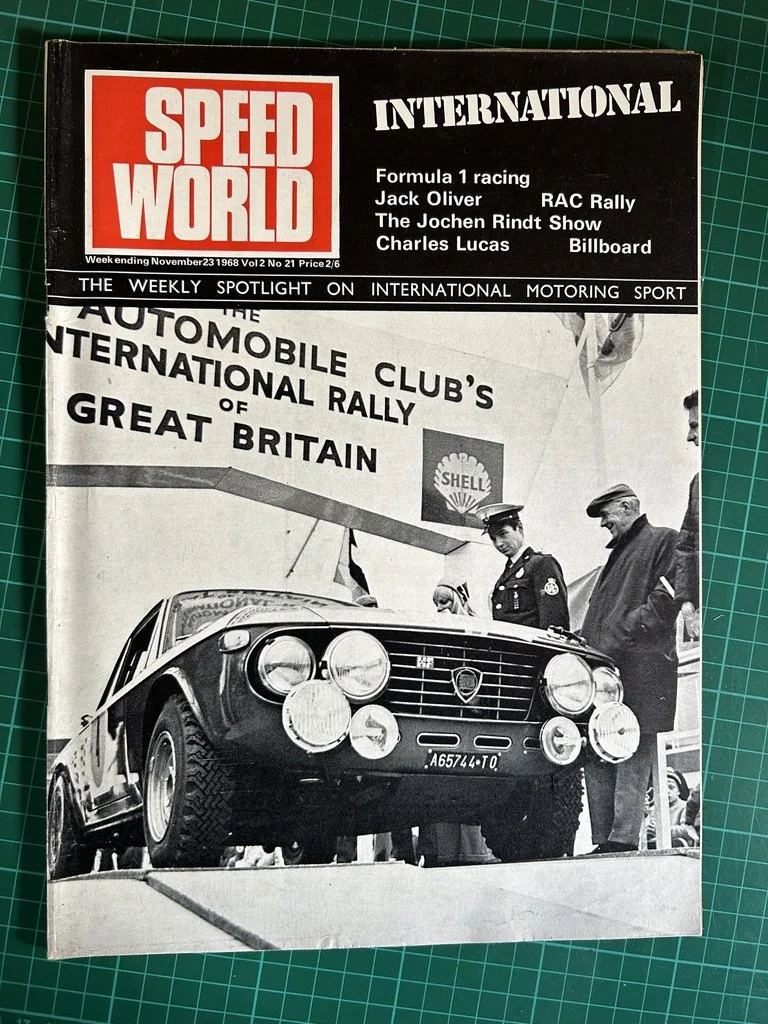 SPEED
WORLD
INTERNATIONAL
Formula 1 racing
Jack Oliver RAC Rally
The Jochen Rindt Show
Charles Lucas Billboard
Week ending November 23 1968 Vol 2 No 21 Price 2/6
THE WEEKLY SPOTLIGHT ON INTERNATIONAL MOTORING SPORT
THE
AUTOMOBILE CLUB'S
NTERNATIONAL RALLY
OF
GREAT BRITAIN
SHELL
HF
A65744•TO